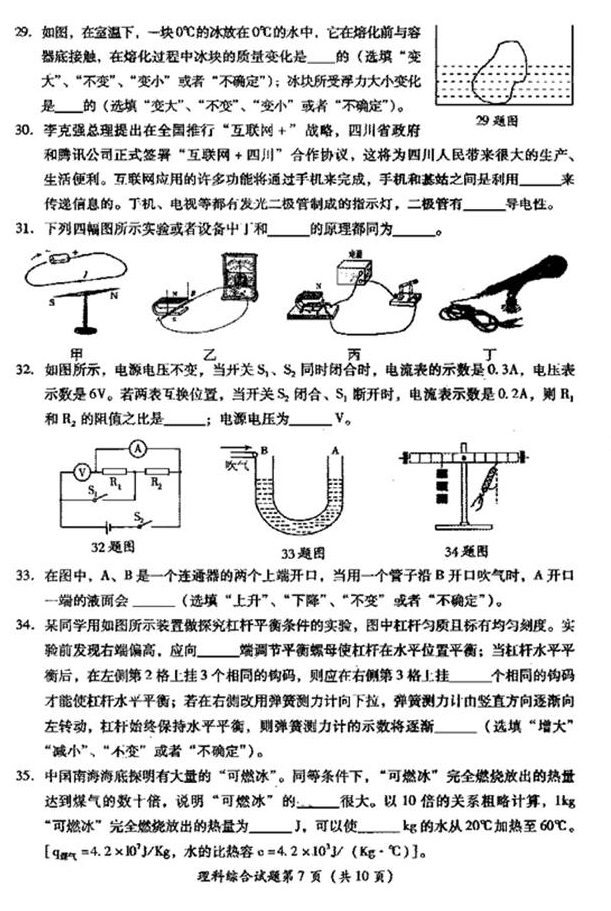 29. 如图，在室温下，一块0℃的冰放在0℃的水中，它在熔化前与容
器底接触，在熔化过程中冰块的质量变化是____的（选填“变
大”、“不变”、“变小”或者“不确定”）；冰块所受浮力大小变化
是____的（选填“变大”、“不变”、“变小”或者“不确定”）。
29题图
30. 李克强总理提出在全国推行“互联网+”战略，四川省政府
和腾讯公司正式签署“互联网+四川”合作协议，这将为四川人民带来很大的生产、
生活便利。互联网应用的许多功能将通过手机来完成，手机和基站之间是利用______来
传递信息的。丁机、电视等都有发光二极管制成的指示灯，二极管有______导电性。
31. 下列四幅图所示实验或者设备中丁和______的原理都同为______。
I
S N
N
S
电源
N
甲 乙 丙 丁
32. 如图所示，电源电压不变，当开关S₁、S₂同时闭合时，电流表的示数是0.3A，电压表
示数是6V。若两表互换位置，当开关S₂闭合、S₁断开时，电流表示数是0.2A，则R₁
和R₂的阻值之比是______；电源电压为______V。
A
V R₁ R₂
S₁
S₂
32题图
B A
吹气
33题图
34题图
33. 在图中，A、B是一个连通器的两个上端开口，当用一个管子沿B开口吹气时，A开口
一端的液面会______（选填“上升”、“下降”、“不变”或者“不确定”）。
34. 某同学用如图所示装置做探究杠杆平衡条件的实验，图中杠杆匀质且标有均匀刻度。实
验前发现右端偏高，应向______端调节平衡螺母使杠杆在水平位置平衡；当杠杆水平平
衡后，在左侧第2格上挂3个相同的钩码，则应在右侧第3格上挂______个相同的钩码
才能使杠杆水平平衡；若在右侧改用弹簧测力计向下拉，弹簧测力计由竖直方向逐渐向
左转动，杠杆始终保持水平平衡，则弹簧测力计的示数将逐渐______（选填“增大”
“减小”、“不变”或者“不确定”）。
35. 中国南海海底探明有大量的“可燃冰”。同等条件下，“可燃冰”完全燃烧放出的热量
达到煤气的数十倍，说明“可燃冰”的______很大。以10倍的关系粗略计算，1kg
“可燃冰”完全燃烧放出的热量为______J，可以使______kg的水从20℃加热至60℃。
[q煤气=4.2×10⁷J/Kg，水的比热容c=4.2×10³J/（Kg·℃）]。
理科综合试题第7页（共10页）